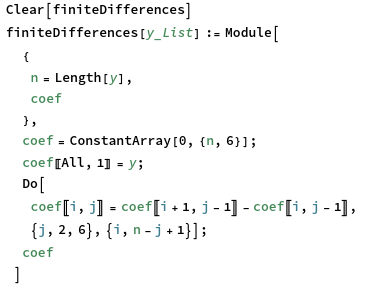 Clear[finiteDifferences]
finiteDifferences[y_List] := Module[
{
n = Length[y],
coef
},
coef = ConstantArray[0, {n, 6}];
coef〚All, 1〛 = y;
Do[
coef〚i, j〛 = coef〚i + 1, j - 1〛 - coef〚i, j - 1〛,
{j, 2, 6}, {i, n - j + 1}];
coef
]